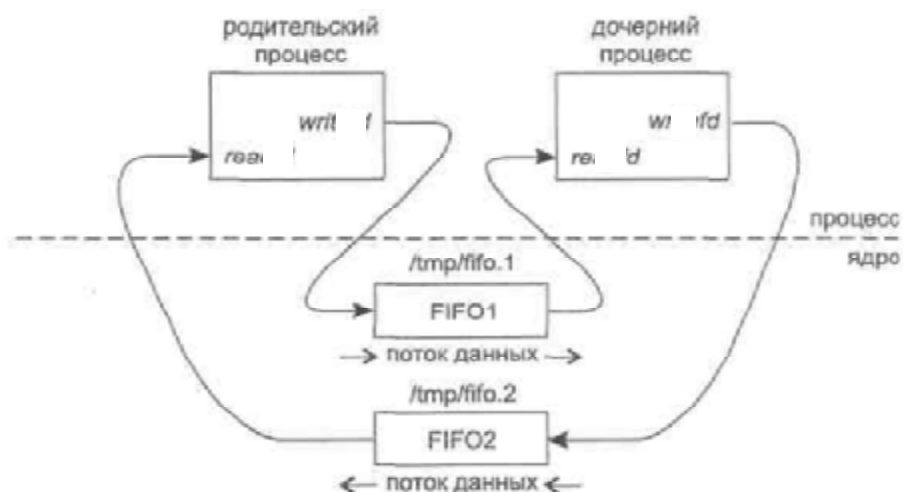 родительский
процесс
дочерний
процесс
процесс
ядро
/tmp/fifo.1
FIFO1
поток данных
/tmp/fifo.2
FIFO2
поток данных